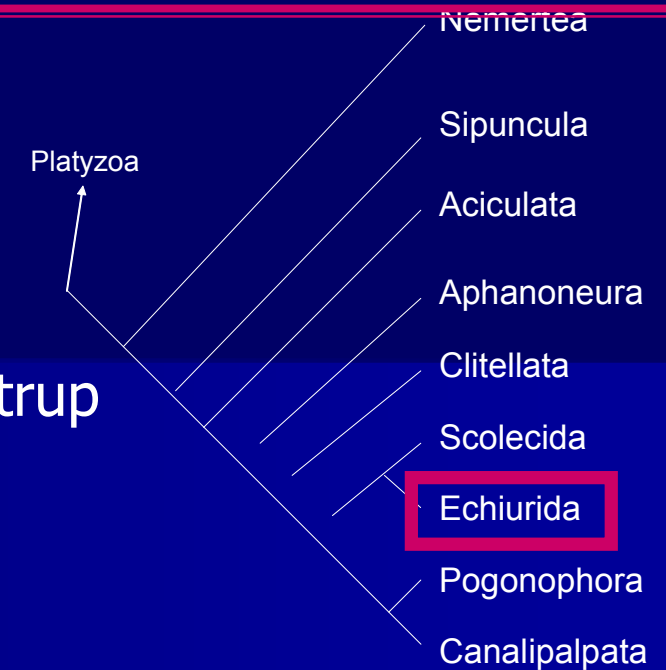 Nemertea
Sipuncula
Platyzoa
Aciculata
Aphanoneura
Clitellata
trup
Scolecida
Echiurida
Pogonophora
Canalipalpata